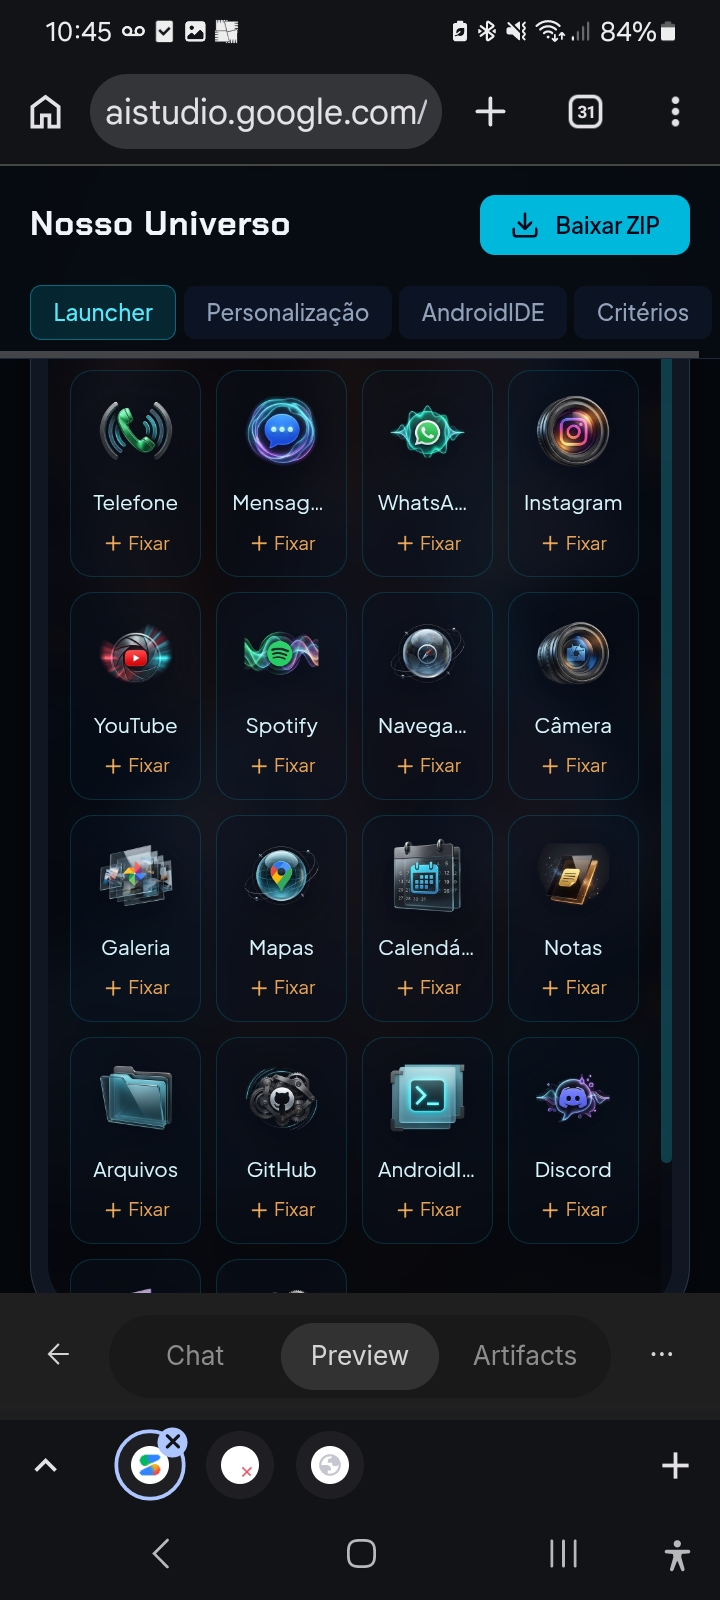 10:45
84%
aistudio.google.com/
31
Nosso Universo
Baixar ZIP
Launcher
Personalização
AndroidIDE
Critérios
Telefone
Mensag...
WhatsA...
Instagram
+ Fixar
+ Fixar
+ Fixar
+ Fixar
YouTube
Spotify
Navega...
Câmera
+ Fixar
+ Fixar
+ Fixar
+ Fixar
Galeria
Mapas
Calendá...
Notas
+ Fixar
+ Fixar
+ Fixar
+ Fixar
Arquivos
GitHub
AndroidI...
Discord
+ Fixar
+ Fixar
+ Fixar
+ Fixar
Chat
Preview
Artifacts